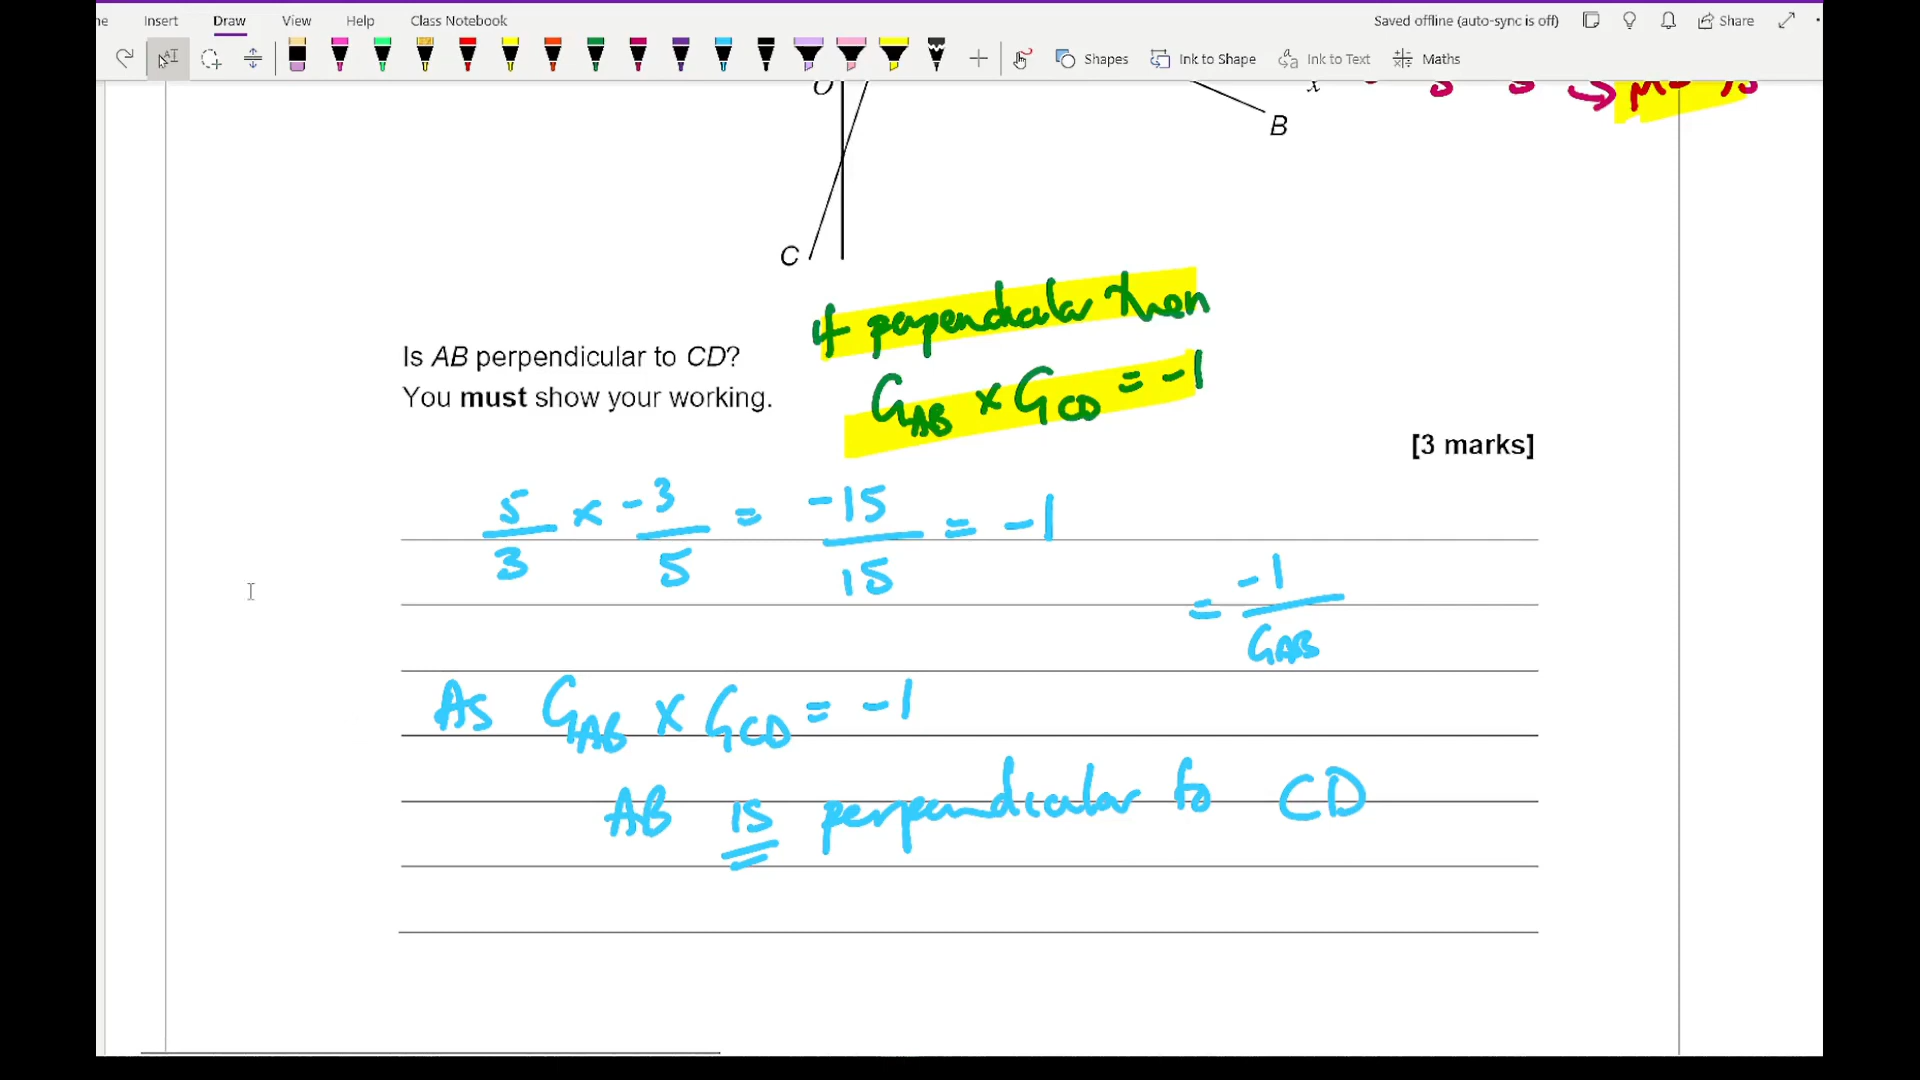 Insert Draw View Help Class Notebook Saved offline (auto-sync is off) Share
Shapes Ink to Shape Ink to Text Maths
O
x
B
C
If perpendicular then
G_AB × G_CD = -1
Is AB perpendicular to CD?
You must show your working.
[3 marks]
5/3 × -3/5 = -15/15 = -1
= -1/G_AB
As G_AB × G_CD = -1
AB is perpendicular to CD